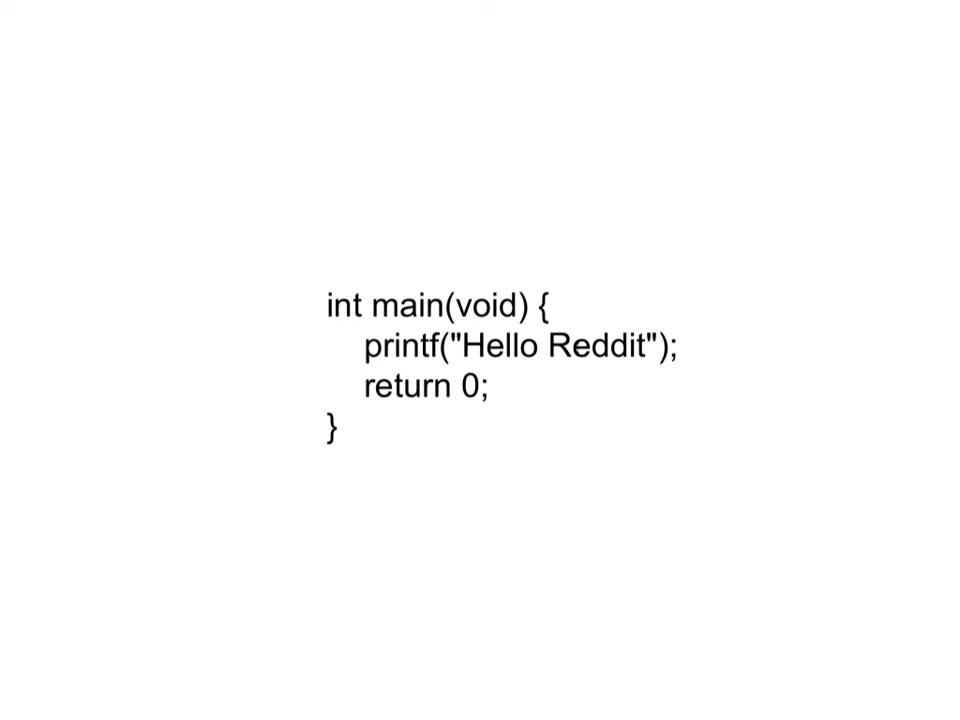 int main(void) {
printf("Hello Reddit");
return 0;
}